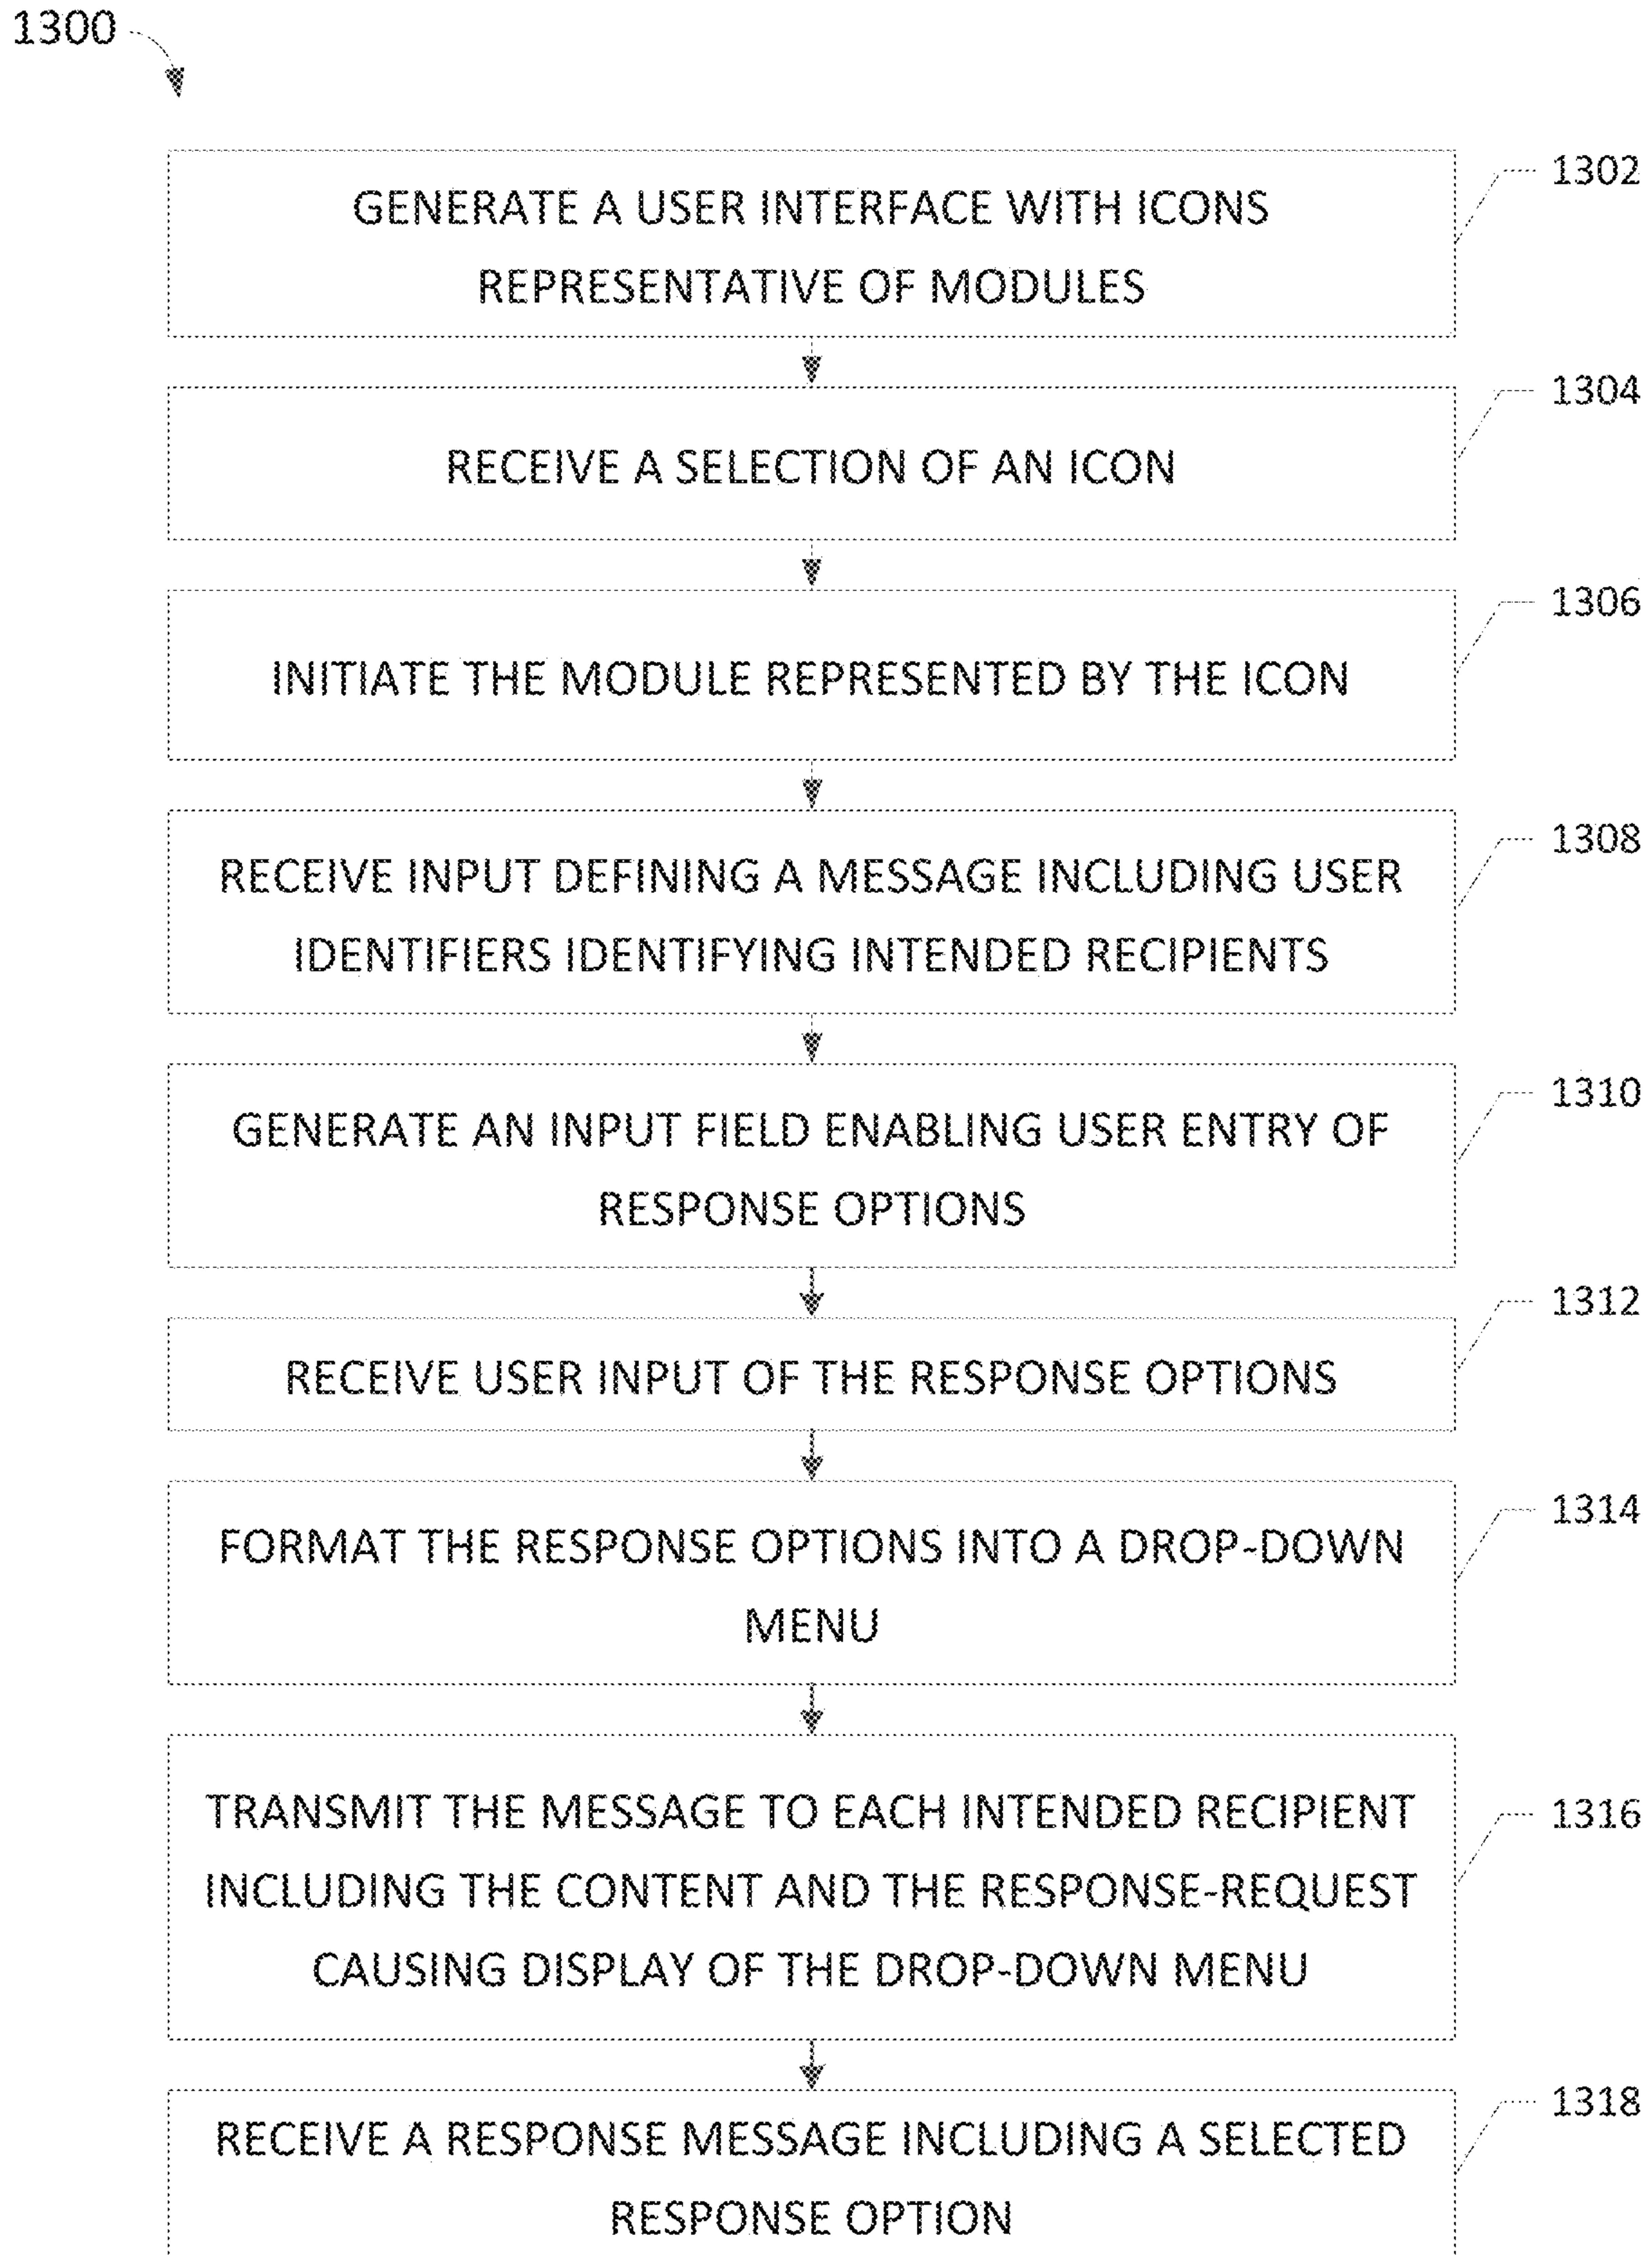 1300
1302
GENERATE A USER INTERFACE WITH ICONS
REPRESENTATIVE OF MODULES
1304
RECEIVE A SELECTION OF AN ICON
1306
INITIATE THE MODULE REPRESENTED BY THE ICON
1308
RECEIVE INPUT DEFINING A MESSAGE INCLUDING USER
IDENTIFIERS IDENTIFYING INTENDED RECIPIENTS
1310
GENERATE AN INPUT FIELD ENABLING USER ENTRY OF
RESPONSE OPTIONS
1312
RECEIVE USER INPUT OF THE RESPONSE OPTIONS
1314
FORMAT THE RESPONSE OPTIONS INTO A DROP-DOWN
MENU
1316
TRANSMIT THE MESSAGE TO EACH INTENDED RECIPIENT
INCLUDING THE CONTENT AND THE RESPONSE-REQUEST
CAUSING DISPLAY OF THE DROP-DOWN MENU
1318
RECEIVE A RESPONSE MESSAGE INCLUDING A SELECTED
RESPONSE OPTION